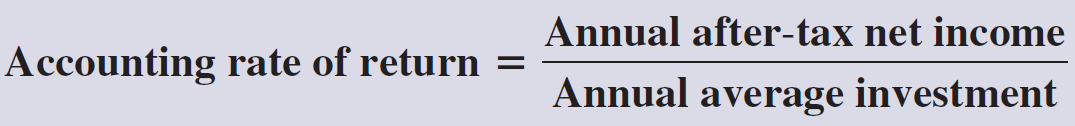 Annual after-tax net income
Accounting rate of return =
Annual average investment